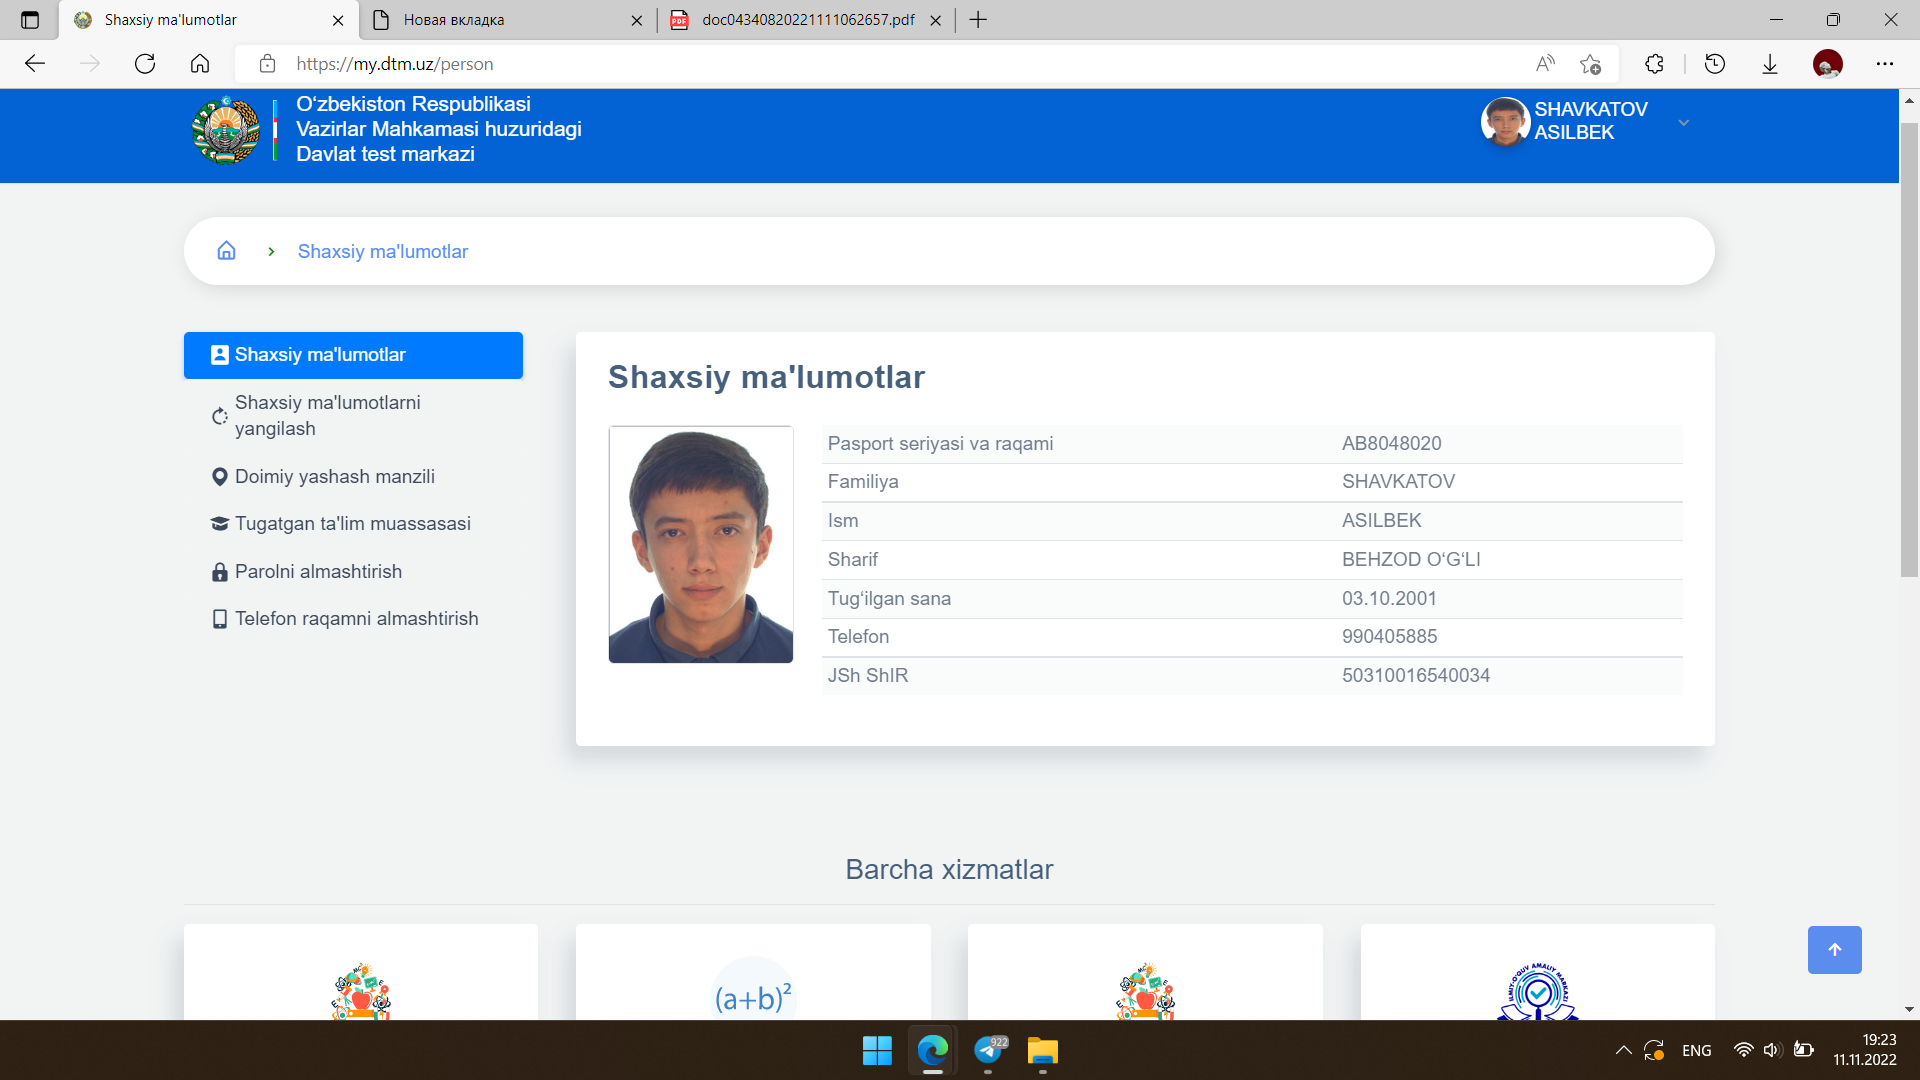 Shaxsiy ma'lumotlar
Новая вкладка
doc04340820221111062657.pdf
https://my.dtm.uz/person
O‘zbekiston Respublikasi
Vazirlar Mahkamasi huzuridagi
Davlat test markazi
SHAVKATOV
ASILBEK
Shaxsiy ma'lumotlar
Shaxsiy ma'lumotlar
Shaxsiy ma'lumotlarni
yangilash
Doimiy yashash manzili
Tugatgan ta'lim muassasasi
Parolni almashtirish
Telefon raqamni almashtirish
Shaxsiy ma'lumotlar
Pasport seriyasi va raqami AB8048020
Familiya SHAVKATOV
Ism ASILBEK
Sharif BEHZOD O‘G‘LI
Tug‘ilgan sana 03.10.2001
Telefon 990405885
JSh ShIR 50310016540034
Barcha xizmatlar
(a+b)²
ILMIY-O'QUV AMALIY MARKAZI
922
ENG
19:23
11.11.2022